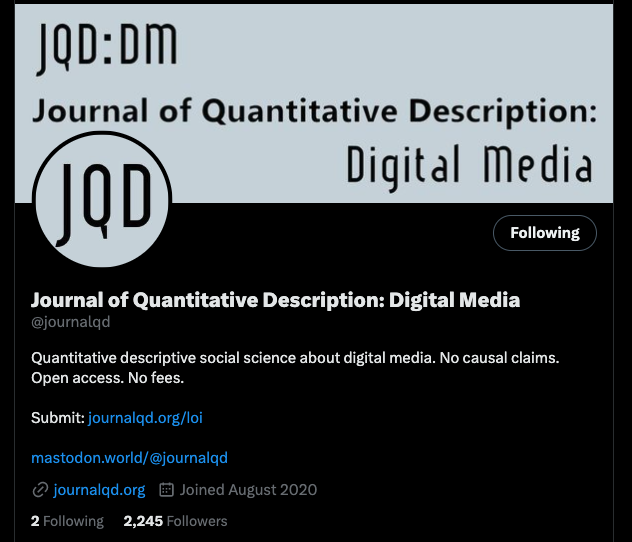 JQD:DM
Journal of Quantitative Description:
Digital Media
JQD
Following
Journal of Quantitative Description: Digital Media
@journalqd
Quantitative descriptive social science about digital media. No causal claims.
Open access. No fees.
Submit: journalqd.org/loi
mastodon.world/@journalqd
journalqd.org Joined August 2020
2 Following 2,245 Followers